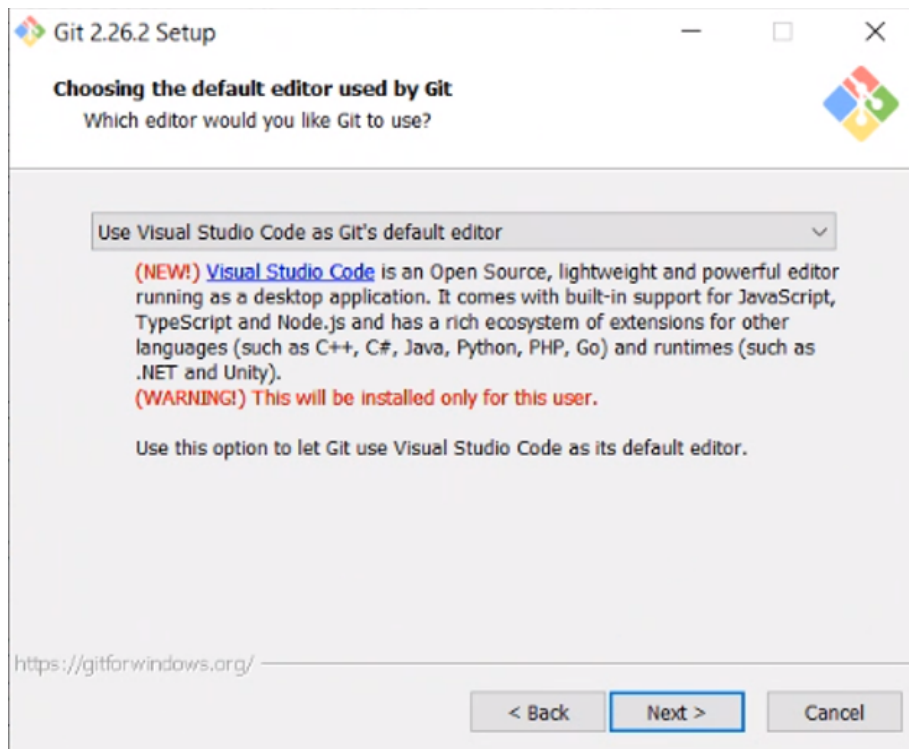 Git 2.26.2 Setup
Choosing the default editor used by Git
Which editor would you like Git to use?
Use Visual Studio Code as Git's default editor
(NEW!) Visual Studio Code is an Open Source, lightweight and powerful editor
running as a desktop application. It comes with built-in support for JavaScript,
TypeScript and Node.js and has a rich ecosystem of extensions for other
languages (such as C++, C#, Java, Python, PHP, Go) and runtimes (such as
.NET and Unity).
(WARNING!) This will be installed only for this user.
Use this option to let Git use Visual Studio Code as its default editor.
https://gitforwindows.org/
< Back Next > Cancel